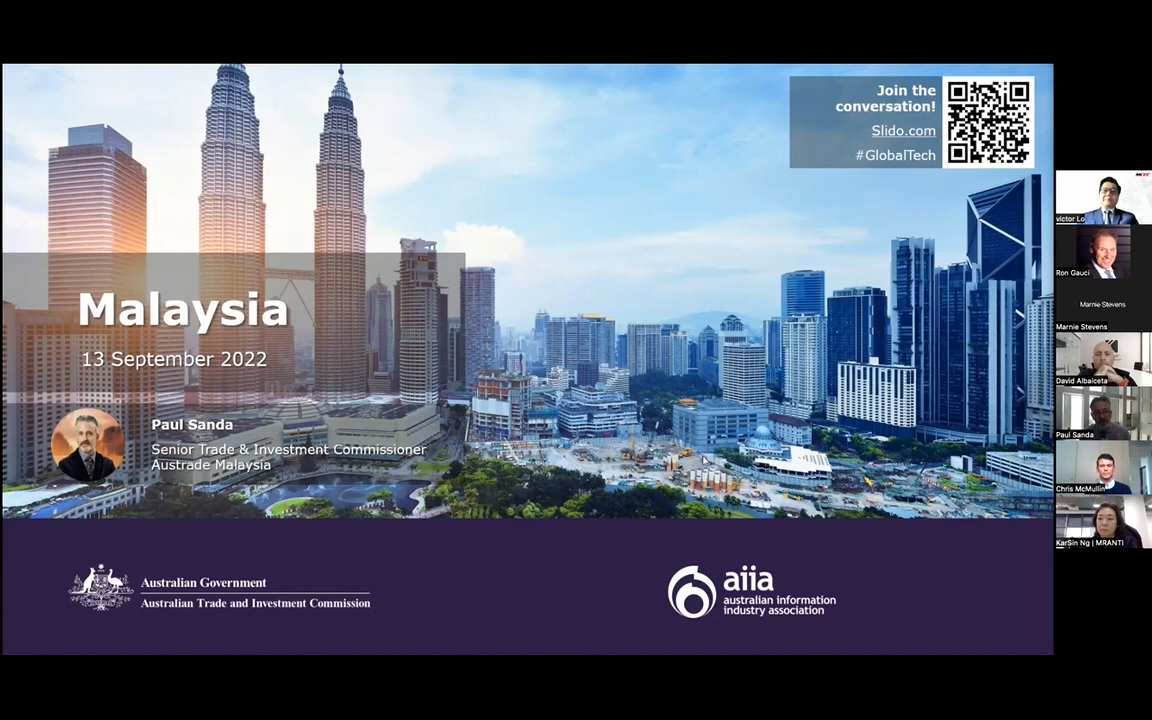 Join the
conversation!
Slido.com
#GlobalTech
Malaysia
13 September 2022
Paul Sanda
Senior Trade & Investment Commissioner
Austrade Malaysia
Australian Government
Australian Trade and Investment Commission
aiia
australian information
industry association
victor Lo
Ron Gauci
Marnie Stevens
Marnie Stevens
David Albaiceta
Paul Sanda
Chris McMullin
KarSin Ng | MRANTI